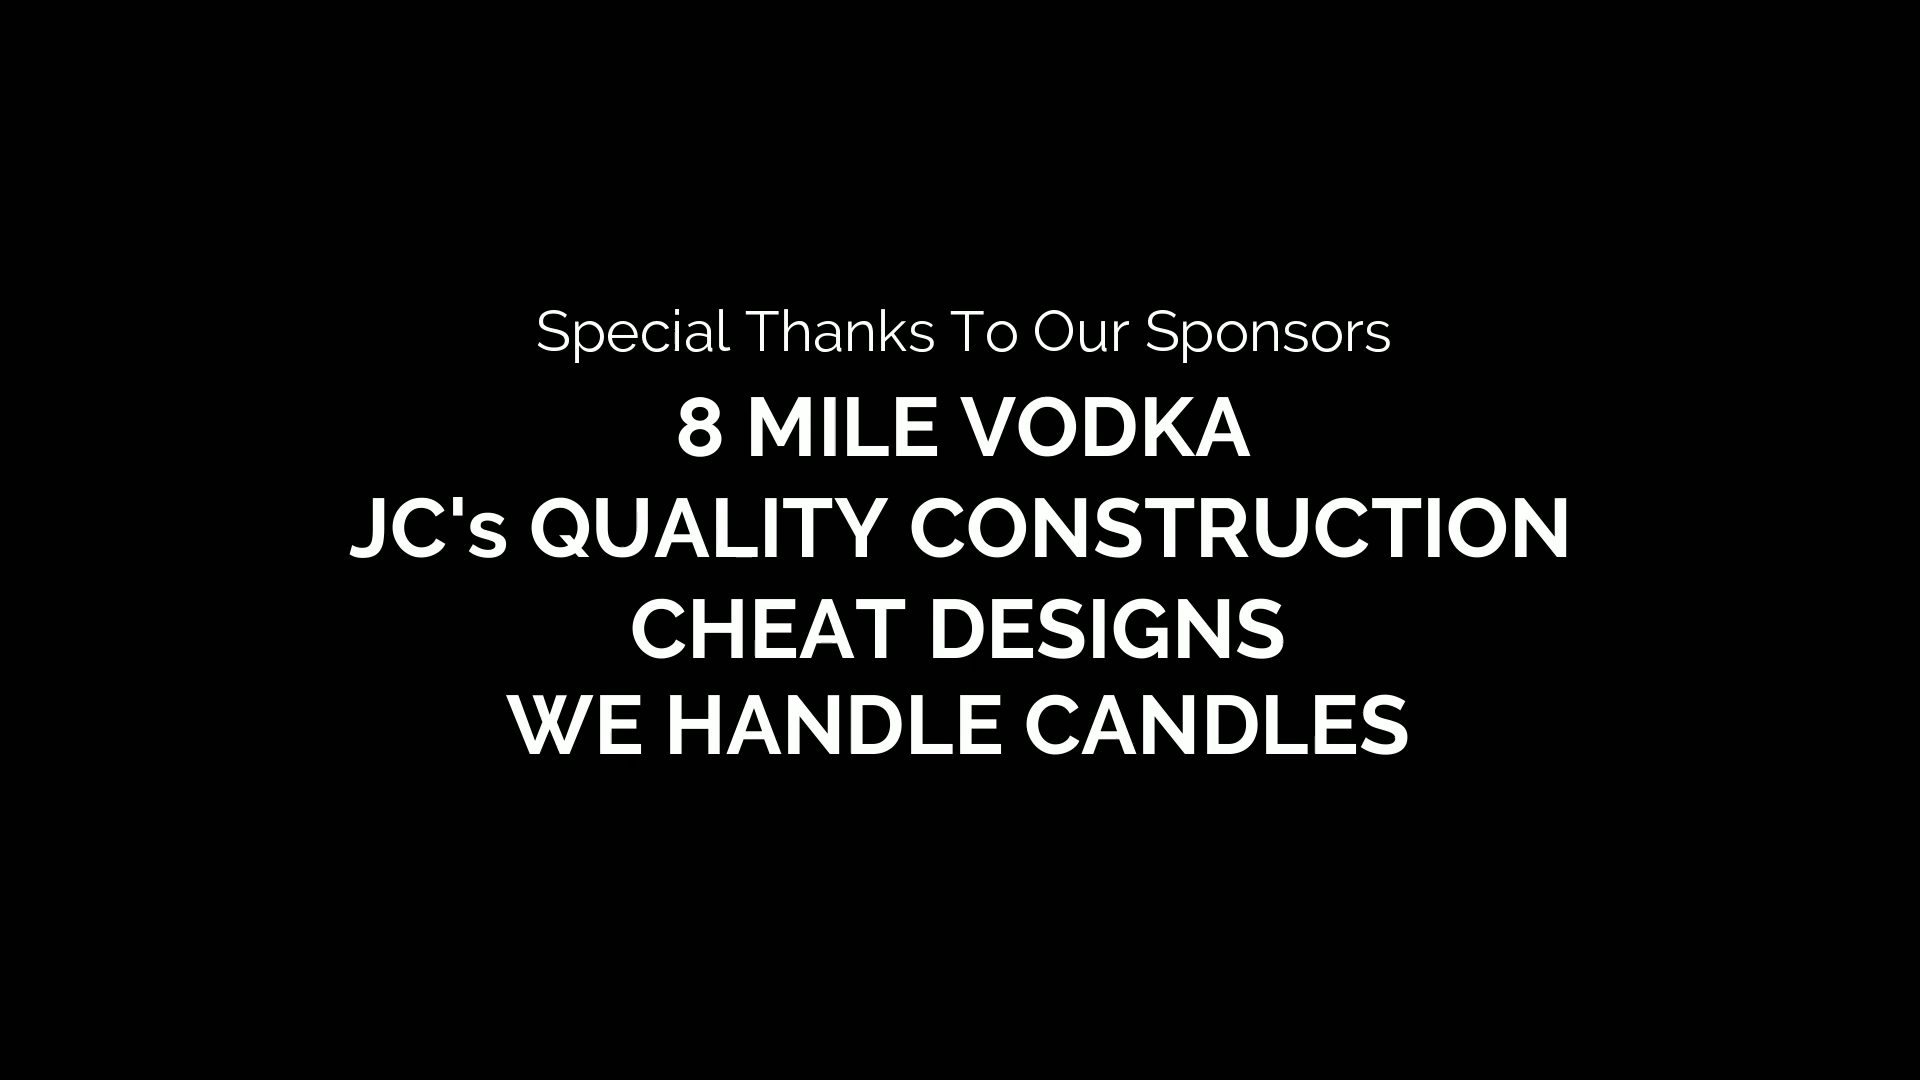 Special Thanks To Our Sponsors
8 MILE VODKA
JC's QUALITY CONSTRUCTION
CHEAT DESIGNS
WE HANDLE CANDLES